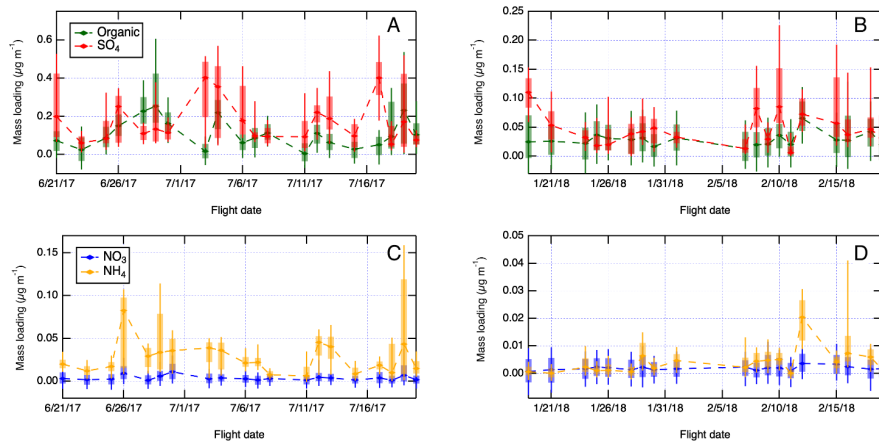 A
Organic
SO4
Mass loading (µg m⁻¹)
0.6
0.4
0.2
0.0
6/21/17 6/26/17 7/1/17 7/6/17 7/11/17 7/16/17
Flight date
B
Mass loading (µg m⁻¹)
0.25
0.20
0.15
0.10
0.05
0.00
1/21/18 1/26/18 1/31/18 2/5/18 2/10/18 2/15/18
Flight date
C
NO3
NH4
Mass loading (µg m⁻¹)
0.15
0.10
0.05
0.00
6/21/17 6/26/17 7/1/17 7/6/17 7/11/17 7/16/17
Flight date
D
Mass loading (µg m⁻¹)
0.05
0.04
0.03
0.02
0.01
0.00
1/21/18 1/26/18 1/31/18 2/5/18 2/10/18 2/15/18
Flight date